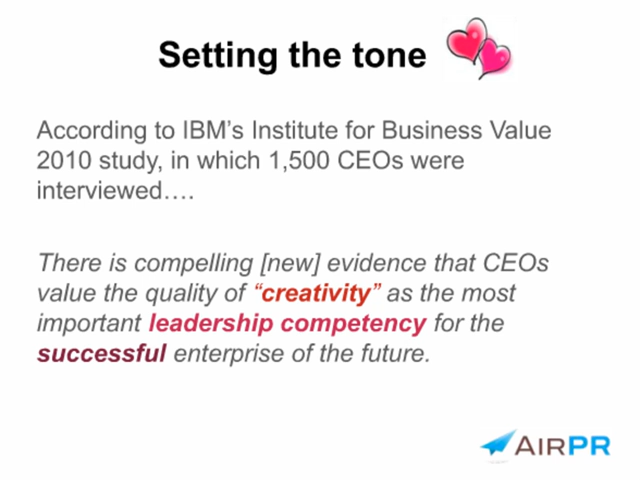 Setting the tone
According to IBM's Institute for Business Value
2010 study, in which 1,500 CEOs were
interviewed….
There is compelling [new] evidence that CEOs
value the quality of “creativity” as the most
important leadership competency for the
successful enterprise of the future.
AIRPR